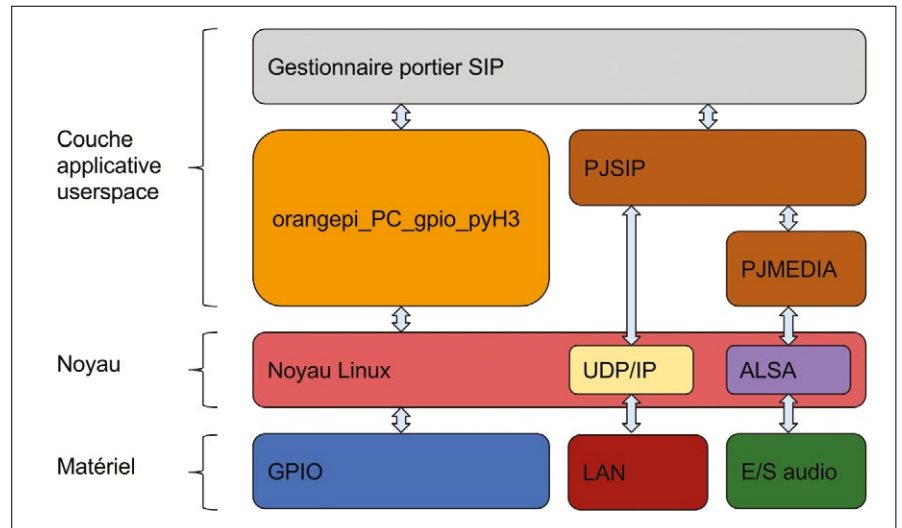 Gestionnaire portier SIP
Couche
applicative
userspace
orangepi_PC_gpio_pyH3
PJSIP
PJMEDIA
Noyau
Noyau Linux
UDP/IP
ALSA
Matériel
GPIO
LAN
E/S audio